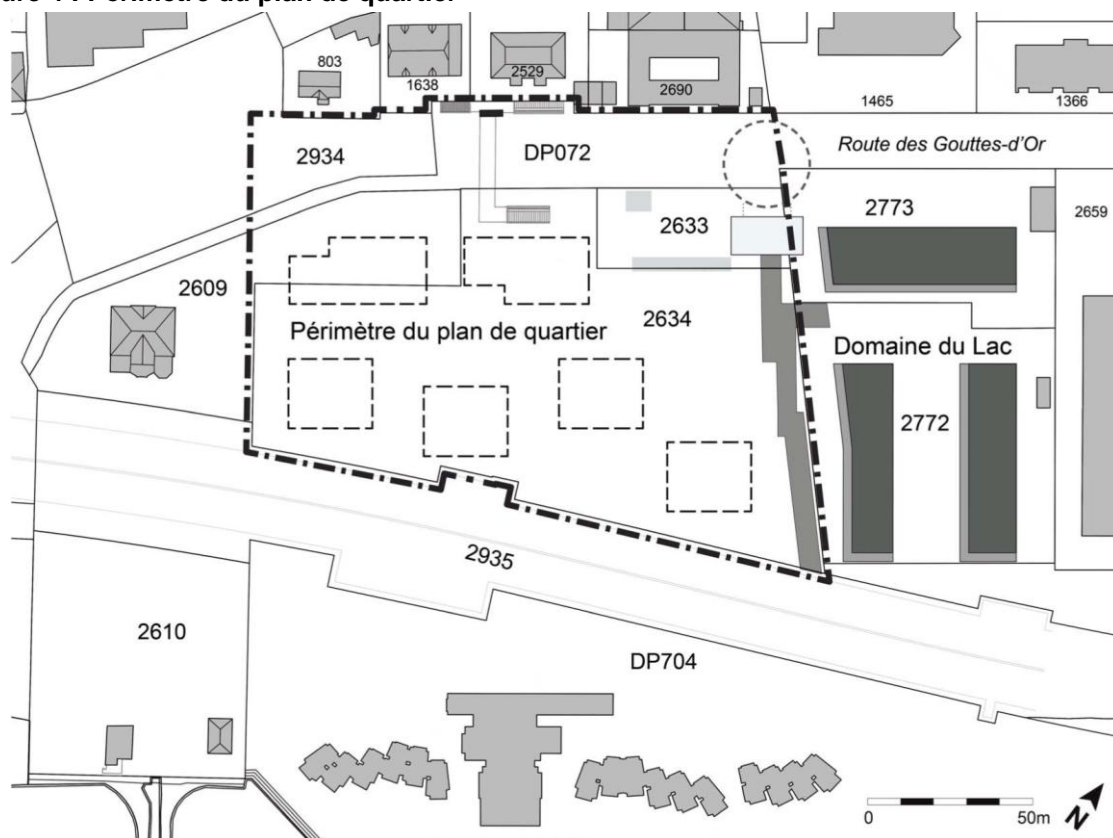 803
1638
2529
2690
1465
1366
2934
DP072
Route des Gouttes-d'Or
2633
2773
2659
2609
2634
Périmètre du plan de quartier
Domaine du Lac
2772
2935
2610
DP704
0 50m
N